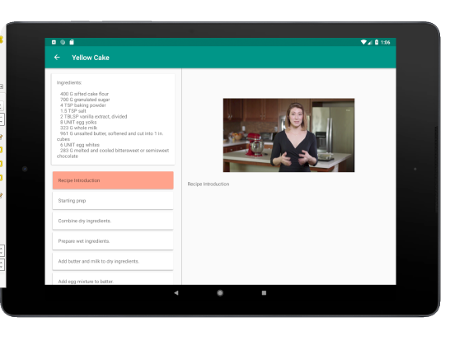 1:06
Yellow Cake
Ingredients:
400 G sifted cake flour
700 G granulated sugar
4 TSP baking powder
1.5 TSP salt
2 TBLSP vanilla extract, divided
8 UNIT egg yolks
323 G whole milk
961 G unsalted butter, softened and cut into 1 in.
cubes
6 UNIT egg whites
283 G melted and cooled bittersweet or semisweet
chocolate
Recipe Introduction
Starting prep
Combine dry ingredients.
Prepare wet ingredients.
Add butter and milk to dry ingredients.
Add egg mixture to batter.
Recipe Introduction